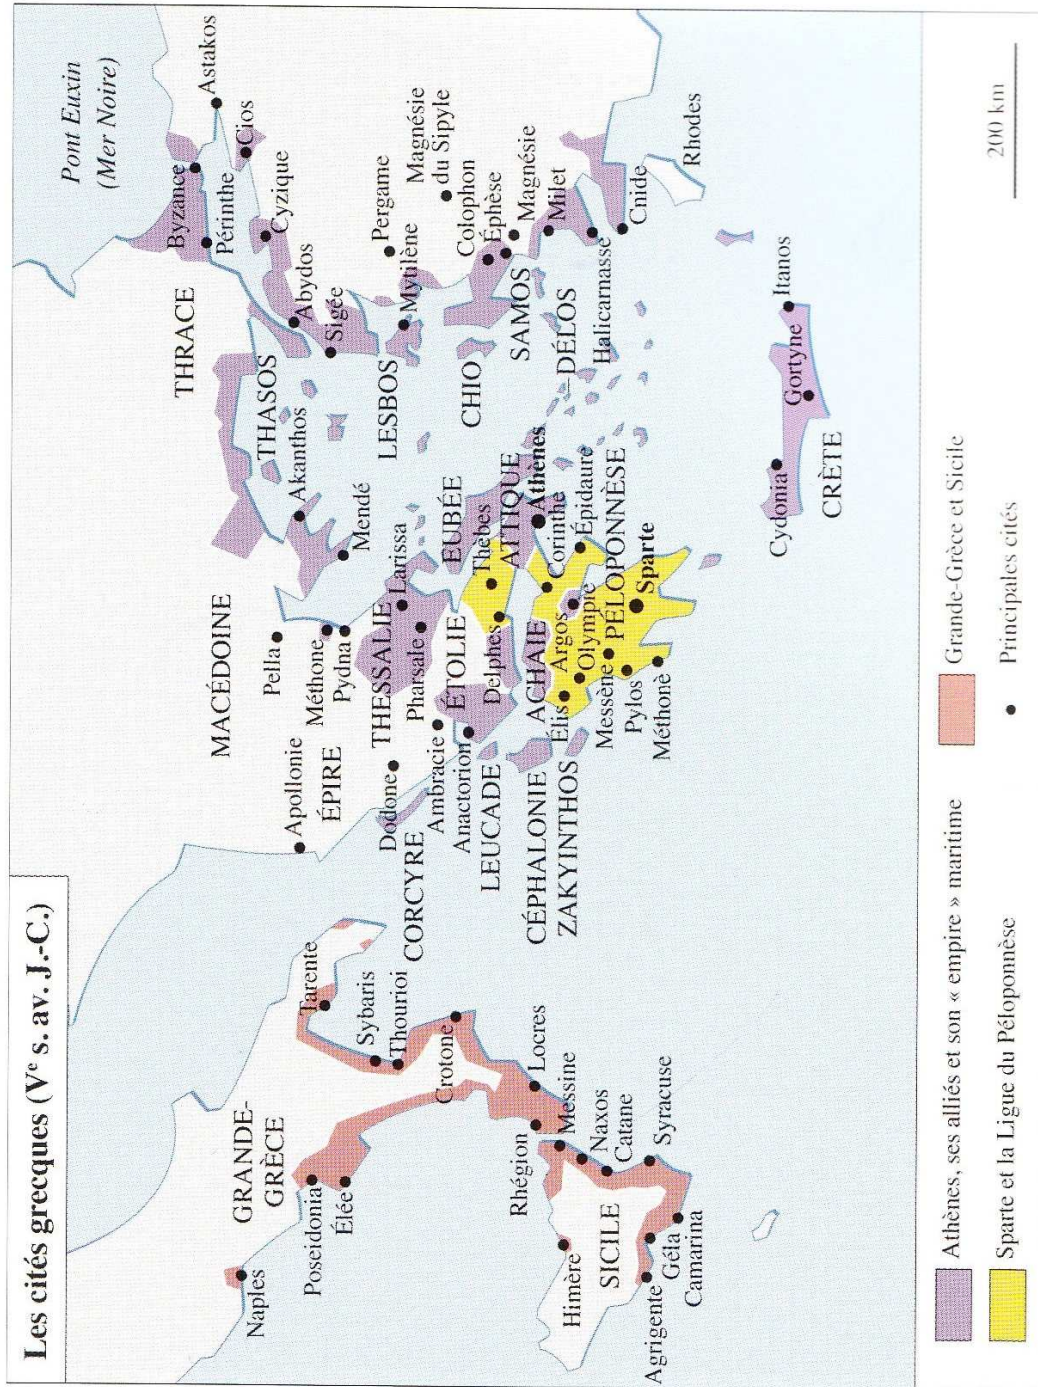 Les cités grecques (Vᵉ s. av. J.-C.)
Pont Euxin
(Mer Noire)
Astakos
Byzance
Cios
Périnthe
Cyzique
THRACE
Abydos
Sigée
THASOS
Akanthos
Mendé
MACÉDOINE
Pella
Méthone
Pydna
Apollonie
ÉPIRE
Dodone
CORCYRE
THESSALIE
Larissa
Pharsale
Ambracie
Anactorion
LEUCADE
ÉTOLIE
Delphes
EUBÉE
Thèbes
ATTIQUE
Athènes
Corinthe
Épidaure
ACHAIE
Élis
Argos
Olympie
PÉLOPONNÈSE
Messène
Pylos
Méthonè
Sparte
CÉPHALONIE
ZAKYINTHOS
LESBOS
Mytilène
Pergame
Magnésie
du Sipyle
CHIO
Colophon
Éphèse
Magnésie
SAMOS
Milet
DÉLOS
Halicarnasse
Cnide
Rhodes
Cydonia
Gortyne
Itanos
CRÈTE
GRANDE-
GRÈCE
Naples
Poseidonia
Élée
Tarente
Sybaris
Thourioi
Crotone
Locres
Rhégion
Messine
Naxos
Catane
Syracuse
Himère
SICILE
Agrigente
Géla
Camarina
Athènes, ses alliés et son « empire » maritime
Sparte et la Ligue du Péloponnèse
Grande-Grèce et Sicile
Principales cités
200 km